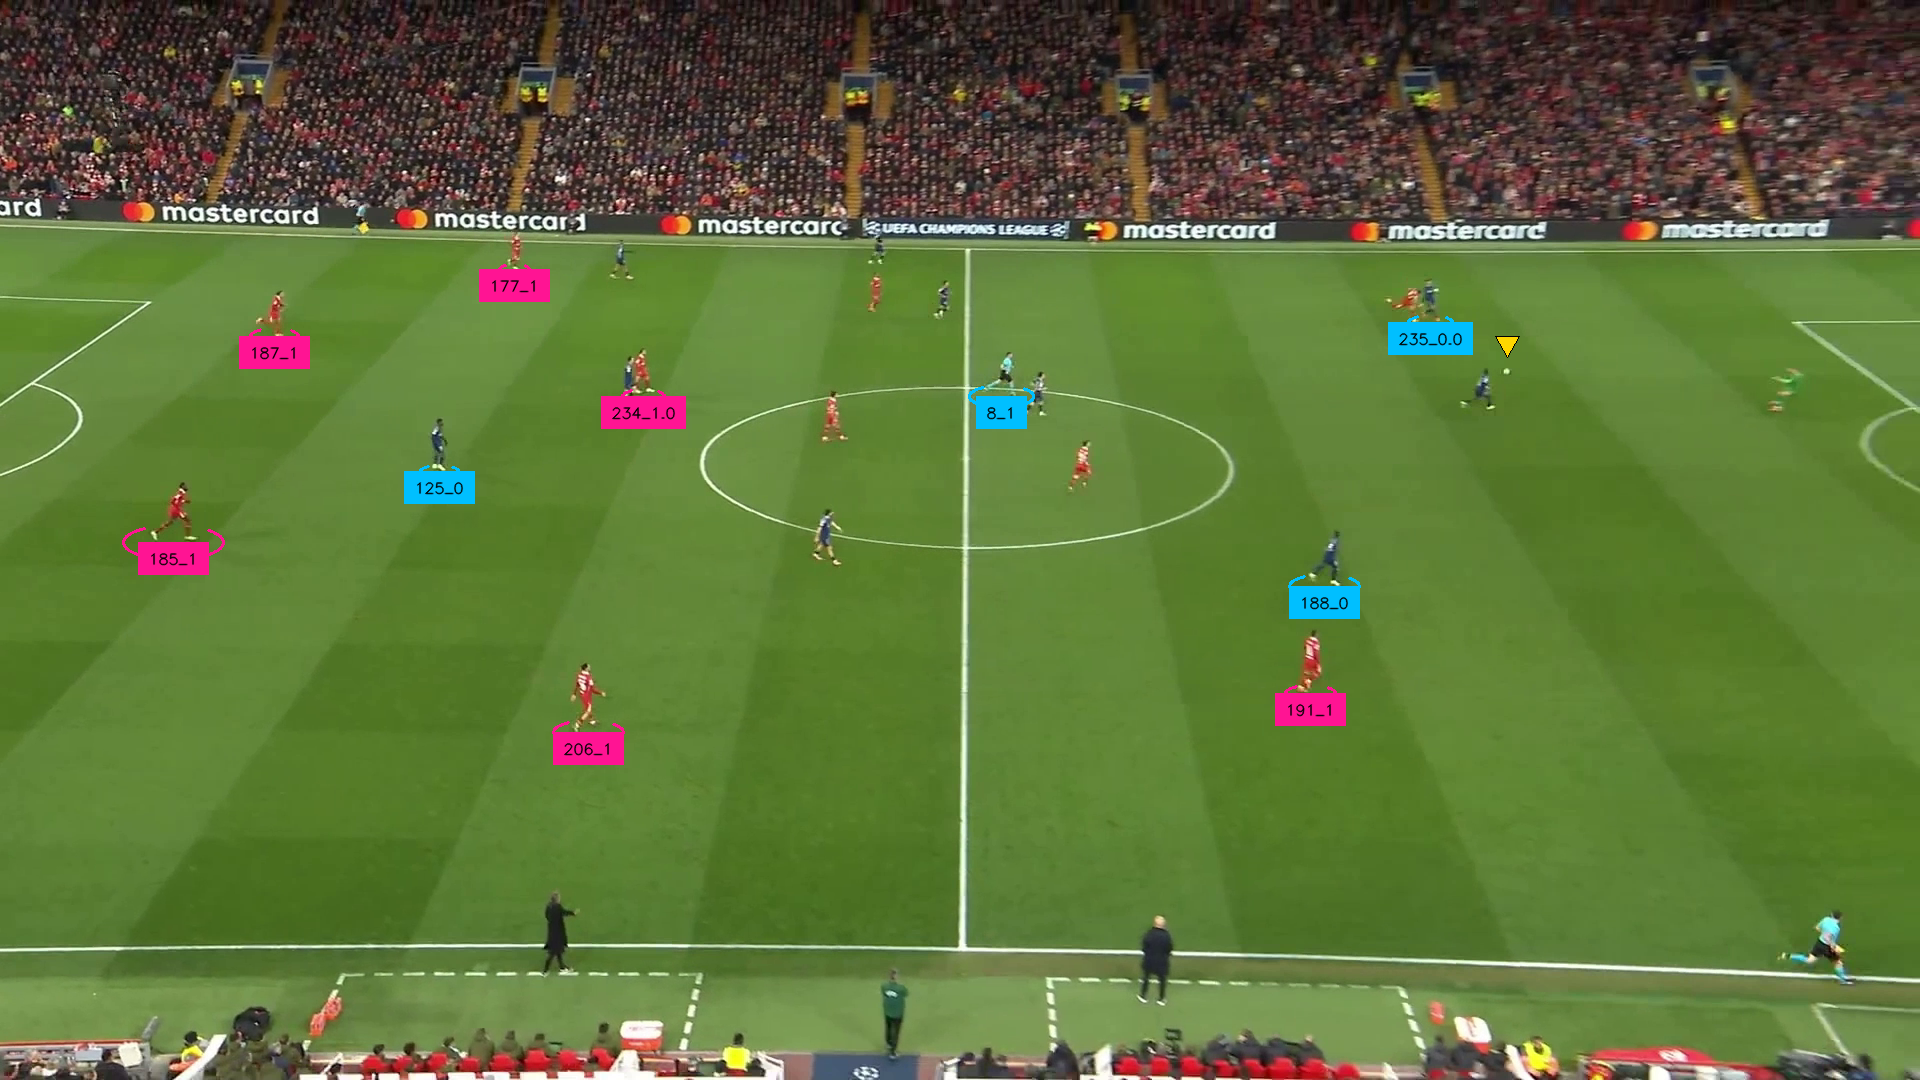 ard
mastercard
mastercard
mastercard
UEFA CHAMPIONS LEAGUE
mastercard
mastercard
mastercard
177_1
187_1
235_0.0
234_1.0
8_1
125_0
185_1
188_0
191_1
206_1